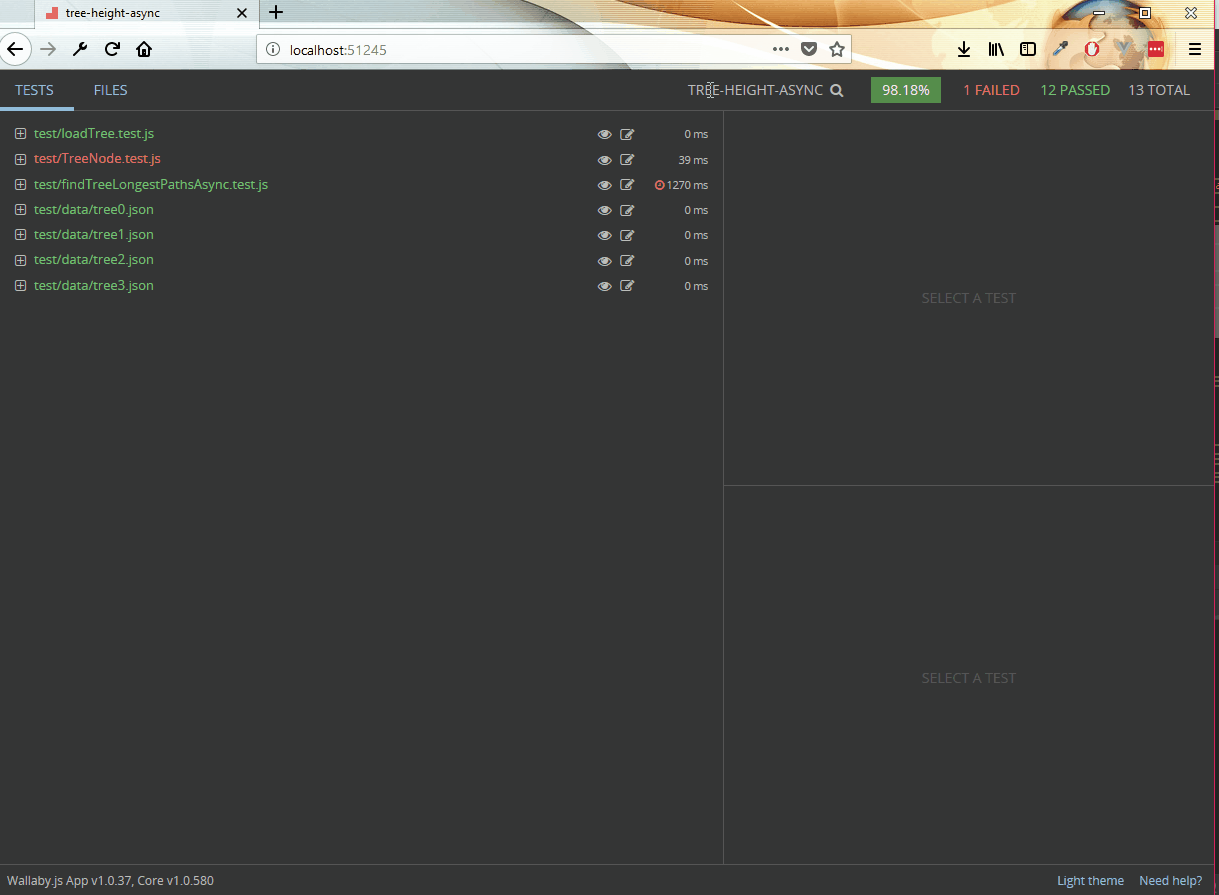 tree-height-async
localhost:51245
TESTS FILES TREE-HEIGHT-ASYNC 98.18% 1 FAILED 12 PASSED 13 TOTAL
test/loadTree.test.js 0 ms
test/TreeNode.test.js 39 ms
test/findTreeLongestPathsAsync.test.js 1270 ms
test/data/tree0.json 0 ms
test/data/tree1.json 0 ms
test/data/tree2.json 0 ms
test/data/tree3.json 0 ms
SELECT A TEST
SELECT A TEST
Wallaby.js App v1.0.37, Core v1.0.580 Light theme Need help?